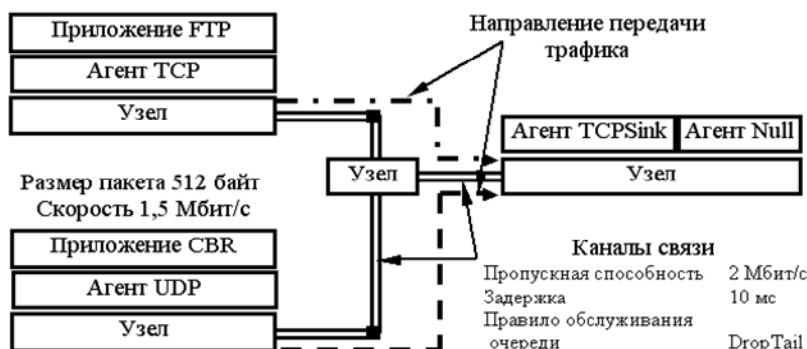 Приложение FTP
Агент TCP
Узел
Направление передачи
трафика
Агент TCPSink
Агент Null
Узел
Узел
Размер пакета 512 байт
Скорость 1,5 Мбит/с
Приложение CBR
Агент UDP
Узел
Каналы связи
Пропускная способность 2 Мбит/с
Задержка 10 мс
Правило обслуживания
очереди DropTail